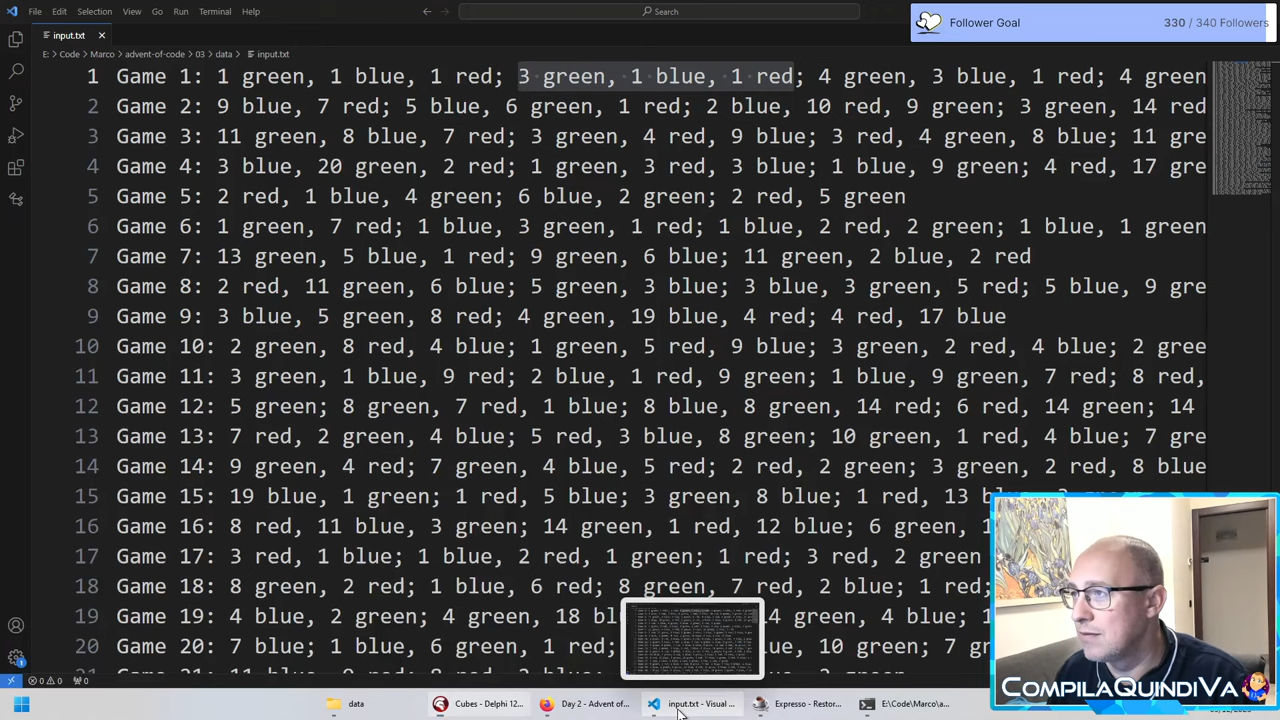 File Edit Selection View Go Run Terminal Help
Search
Follower Goal 330 / 340 Followers
input.txt
E: Code Marco advent-of-code 03 data input.txt
1 Game 1: 1 green, 1 blue, 1 red; 3 green, 1 blue, 1 red; 4 green, 3 blue, 1 red; 4 green,
2 Game 2: 9 blue, 7 red; 5 blue, 6 green, 1 red; 2 blue, 10 red, 9 green; 3 green, 14 red
3 Game 3: 11 green, 8 blue, 7 red; 3 green, 4 red, 9 blue; 3 red, 4 green, 8 blue; 11 gre
4 Game 4: 3 blue, 20 green, 2 red; 1 green, 3 red, 3 blue; 1 blue, 9 green; 4 red, 17 gre
5 Game 5: 2 red, 1 blue, 4 green; 6 blue, 2 green; 2 red, 5 green
6 Game 6: 1 green, 7 red; 1 blue, 3 green, 1 red; 1 blue, 2 red, 2 green; 1 blue, 1 green
7 Game 7: 13 green, 5 blue, 1 red; 9 green, 6 blue; 11 green, 2 blue, 2 red
8 Game 8: 2 red, 11 green, 6 blue; 5 green, 3 blue; 3 blue, 3 green, 5 red; 5 blue, 9 gre
9 Game 9: 3 blue, 5 green, 8 red; 4 green, 19 blue, 4 red; 4 red, 17 blue
10 Game 10: 2 green, 8 red, 4 blue; 1 green, 5 red, 9 blue; 3 green, 2 red, 4 blue; 2 gree
11 Game 11: 3 green, 1 blue, 9 red; 2 blue, 1 red, 9 green; 1 blue, 9 green, 7 red; 8 red,
12 Game 12: 5 green; 8 green, 7 red, 1 blue; 8 blue, 8 green, 14 red; 6 red, 14 green; 14
13 Game 13: 7 red, 2 green, 4 blue; 5 red, 3 blue, 8 green; 10 green, 1 red, 4 blue; 7 gre
14 Game 14: 9 green, 4 red; 7 green, 4 blue, 5 red; 2 red, 2 green; 3 green, 2 red, 8 blue
15 Game 15: 19 blue, 1 green; 1 red, 5 blue; 3 green, 8 blue; 1 red, 13
16 Game 16: 8 red, 11 blue, 3 green; 14 green, 1 red, 12 blue; 6 green, 1
17 Game 17: 3 red, 1 blue; 1 blue, 2 red, 1 green; 1 red; 3 red, 2 green
18 Game 18: 8 green, 2 red; 1 blue, 6 red; 8 green, 7 red, 2 blue; 1 red;
19 Game 19:
20 Game 20:
CompilaQuindiVa
0 0 0
data Cubes - Delphi 12... Day 2 - Advent of... input.txt - Visual ... Expresso - Restor... E:\Code\Marco\a...